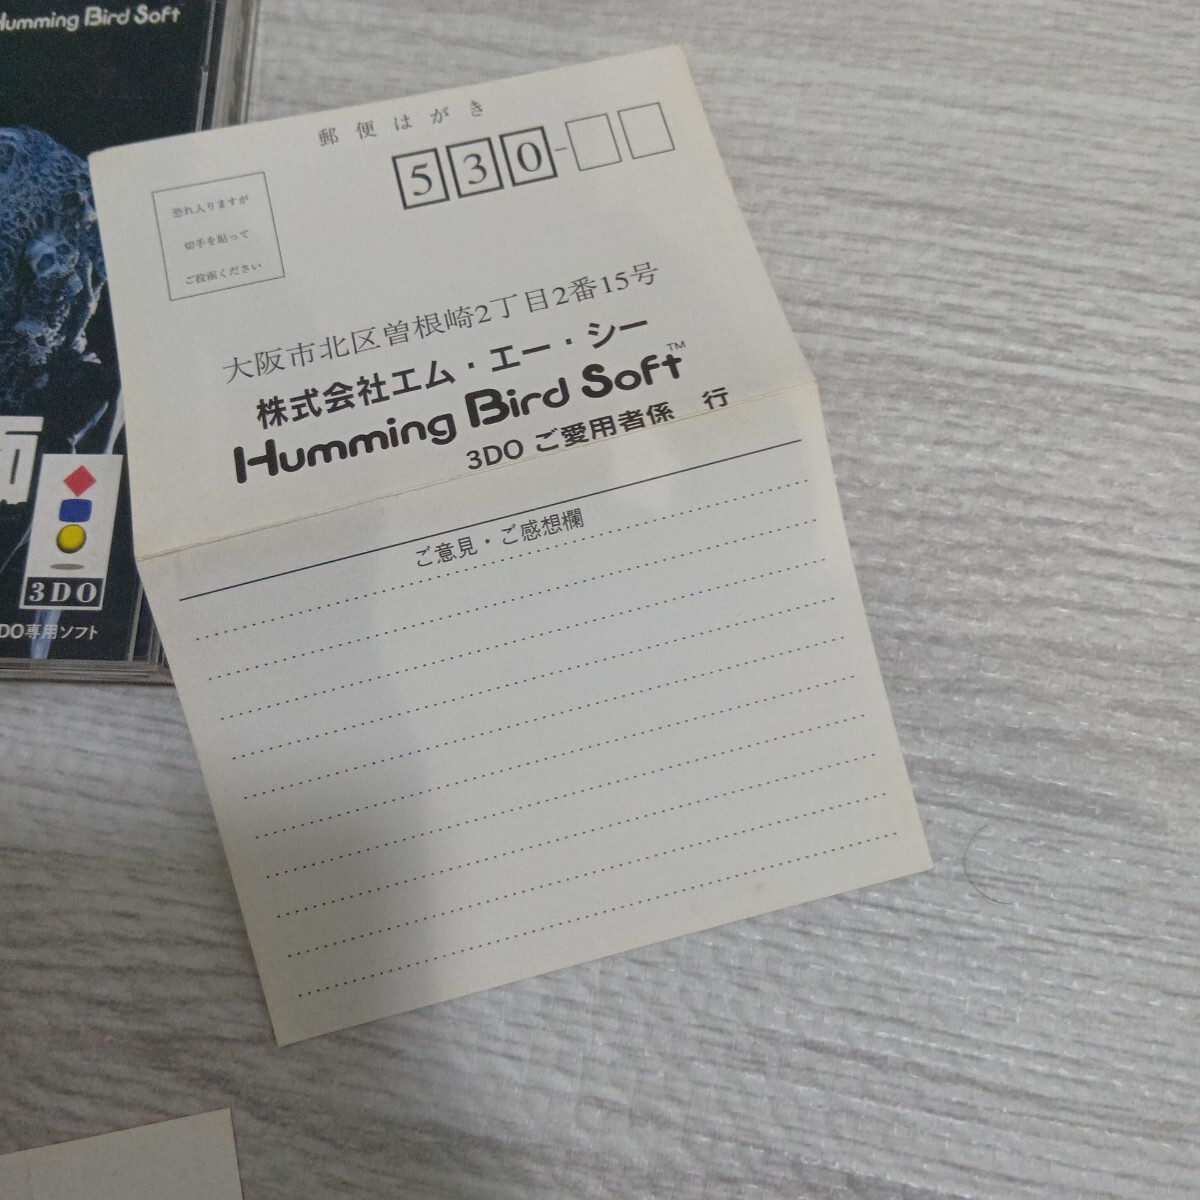 Humming Bird Soft™
郵便はがき
530-
恐れ入りますが
切手を貼って
ご投函ください
大阪市北区曽根崎2丁目2番15号
株式会社エム・エー・シー
Humming Bird Soft™
3DO ご愛用者係 行
ご意見・ご感想欄
3DO
DO専用ソフト